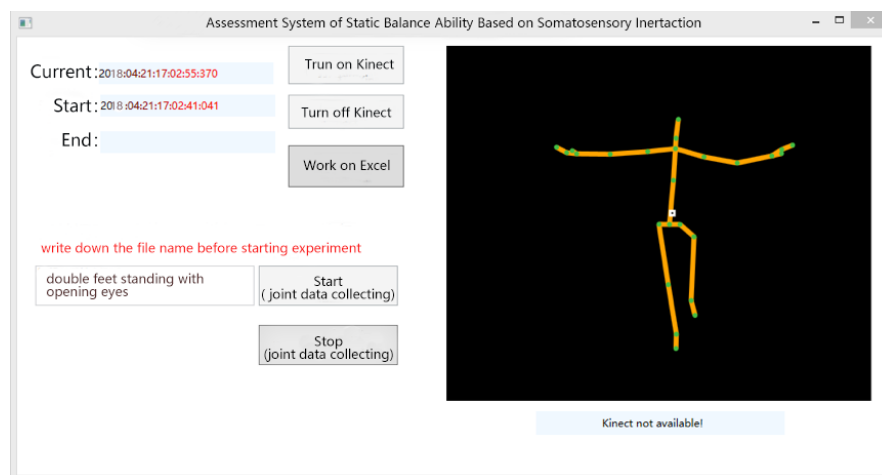 Assessment System of Static Balance Ability Based on Somatosensory Inertaction
Current:2018:04:21:17:02:55:370
Trun on Kinect
Start:2018:04:21:17:02:41:041
Turn off Kinect
End:
Work on Excel
write down the file name before starting experiment
double feet standing with
opening eyes
Start
( joint data collecting)
Stop
(joint data collecting)
Kinect not available!